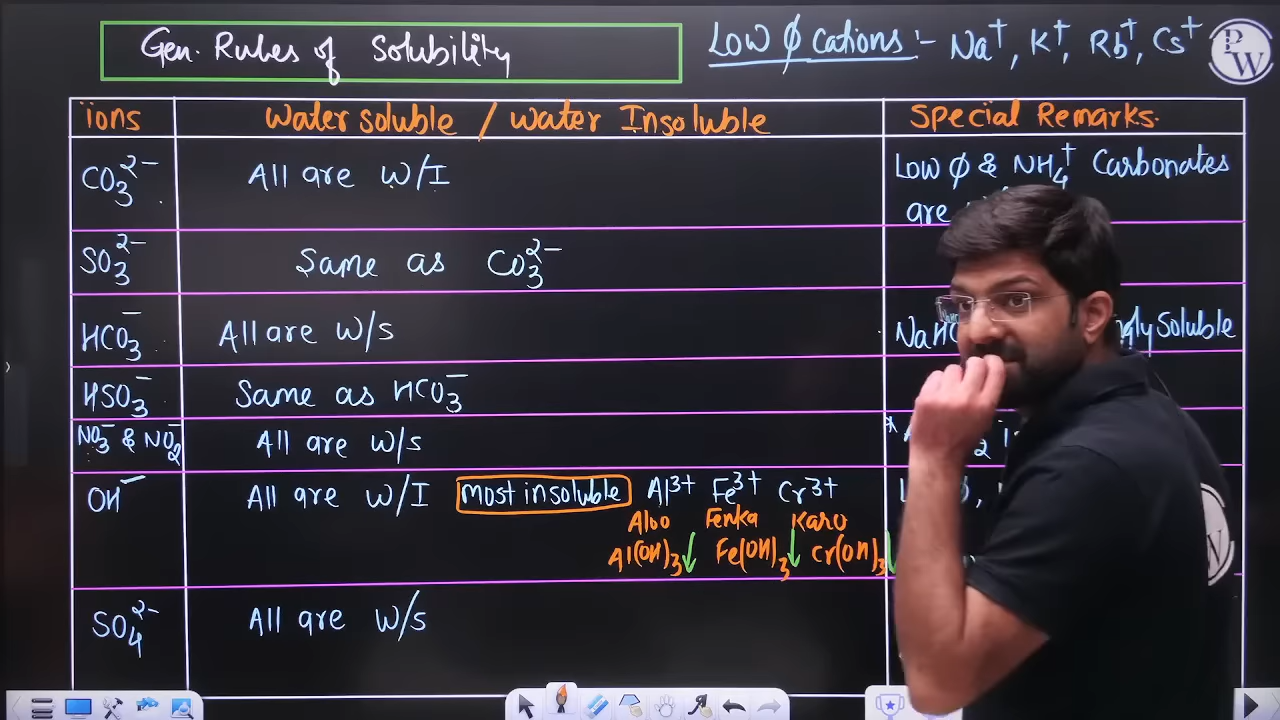 Gen. Rules of Solubility
Low ϕ cations :- Na⁺, K⁺, Rb⁺, Cs⁺
PW
ions
Water soluble / Water Insoluble
Special Remarks.
CO₃²⁻
All are W/I
Low ϕ & NH₄⁺ Carbonates
are
SO₃²⁻
Same as CO₃²⁻
HCO₃⁻
All are W/S
Soluble
HSO₃⁻
Same as HCO₃⁻
NO₃⁻ & NO₂⁻
All are W/S
OH⁻
All are W/I most insoluble Al³⁺ Fe³⁺ Cr³⁺
Aloo Fenka Karo
Al(OH)₃↓ Fe(OH)₃↓ Cr(OH)₃↓
SO₄²⁻
All are W/S